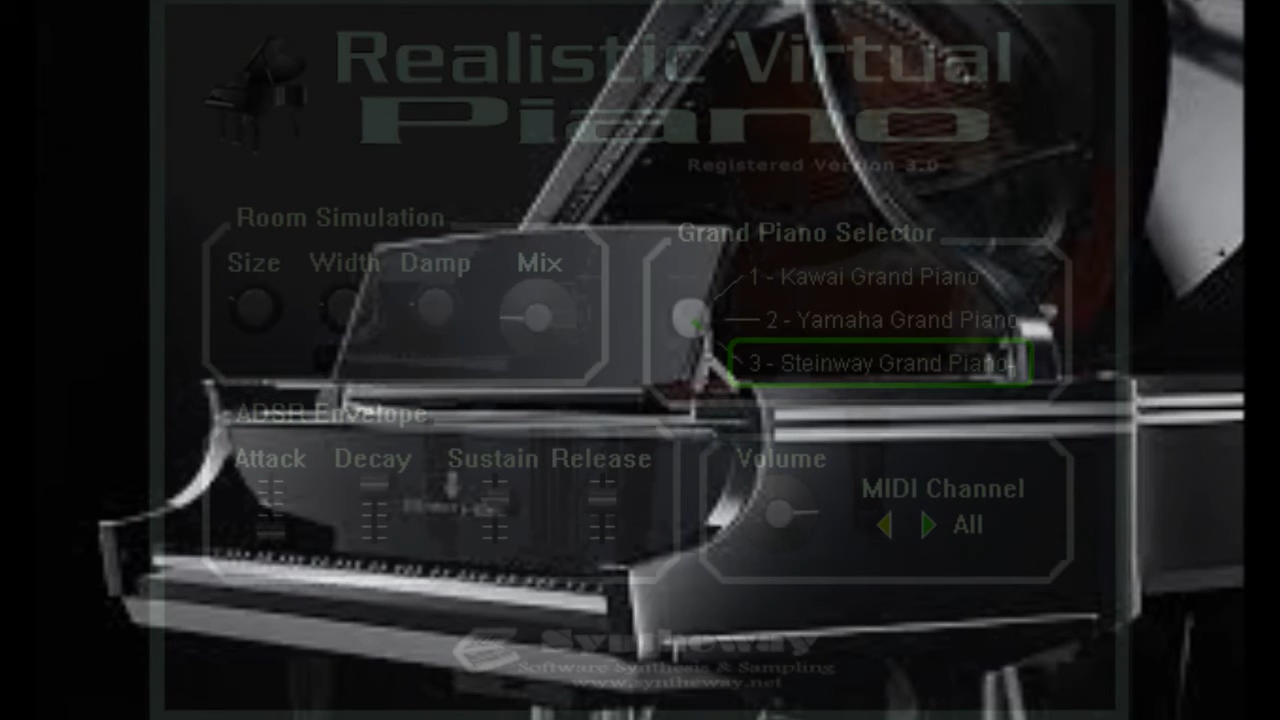 Realistic Virtual
Piano
Registered Version 3.0
Room Simulation
Size Width Damp Mix
Grand Piano Selector
1 - Kawai Grand Piano
2 - Yamaha Grand Piano
3 - Steinway Grand Piano
ADSR Envelope
Attack Decay Sustain Release
Volume
MIDI Channel
All
Syntheway
Software Synthesis & Sampling
www.syntheway.net